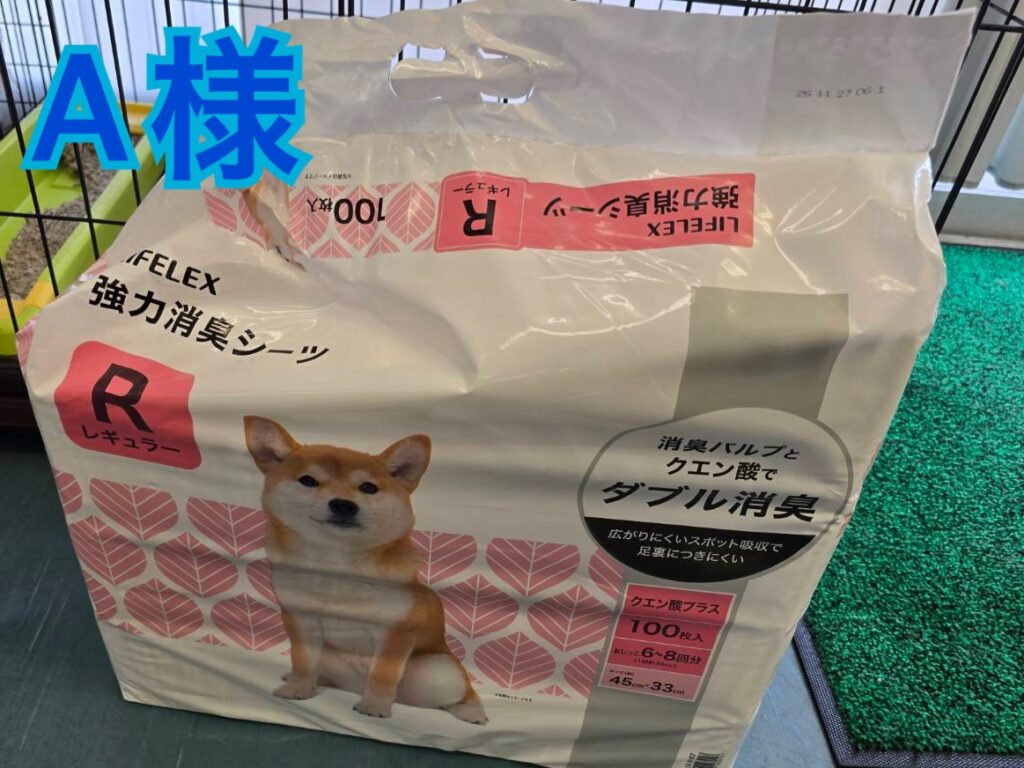 A様
25 11 27 06 1
LIFELEX
強力消臭シーツ
R
レギュラー
100枚入
LIFELEX
強力消臭シーツ
R
レギュラー
消臭パルプと
クエン酸で
ダブル消臭
広がりにくいスポット吸収で
足裏につきにくい
クエン酸プラス
100枚入
おしっこ6~8回分
45cm×33cm